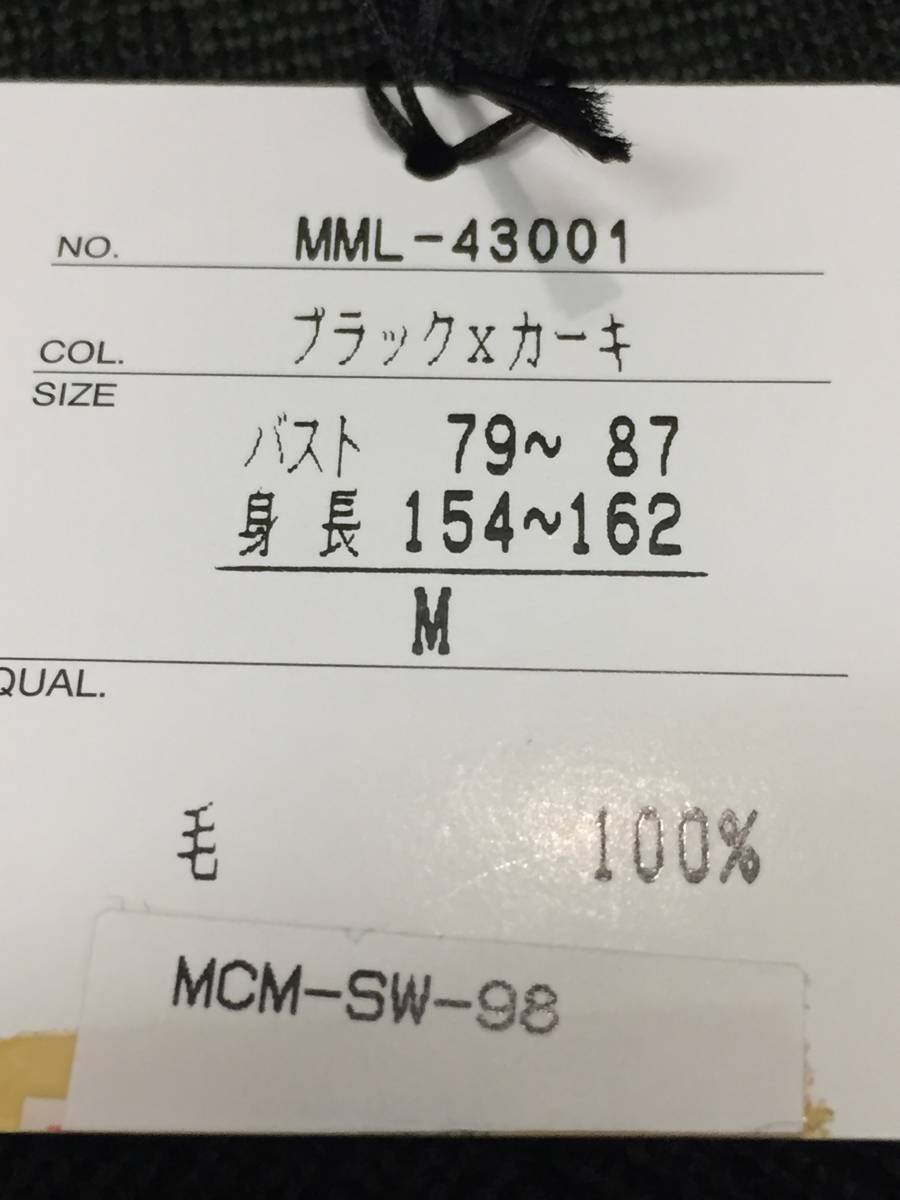 NO. MML-43001
COL. ブラックxカーキ
SIZE
バスト 79~ 87
身 長 154~162
M
QUAL.
毛 100%
MCM-SW-98